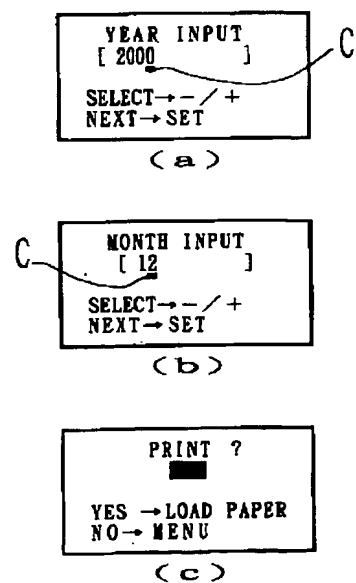 YEAR INPUT
[ 2000 ]
C
SELECT→−/+
NEXT→SET
(a)
MONTH INPUT
C
[ 12 ]
SELECT→−/+
NEXT→SET
(b)
PRINT ?
YES →LOAD PAPER
NO→ MENU
(c)